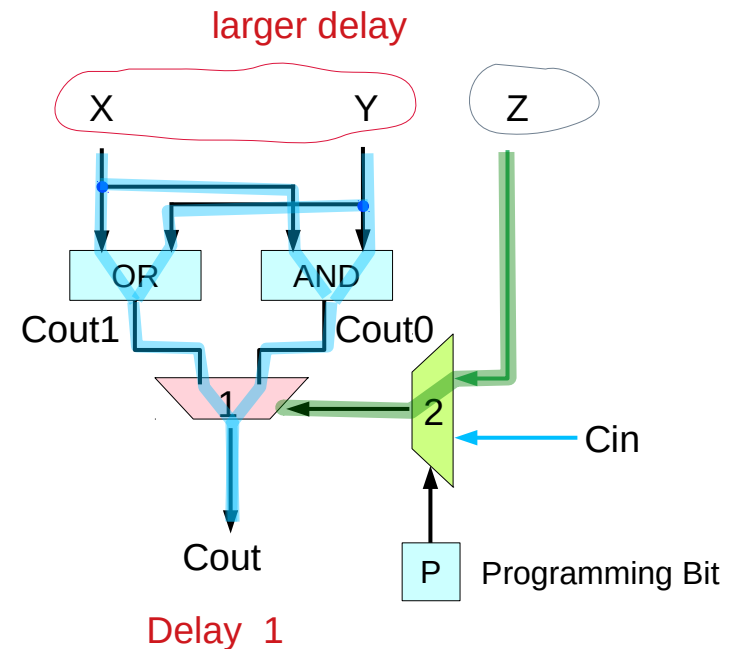 larger delay
X Y Z
OR AND
Cout1 Cout0
1 2
Cin
Cout
P Programming Bit
Delay 1